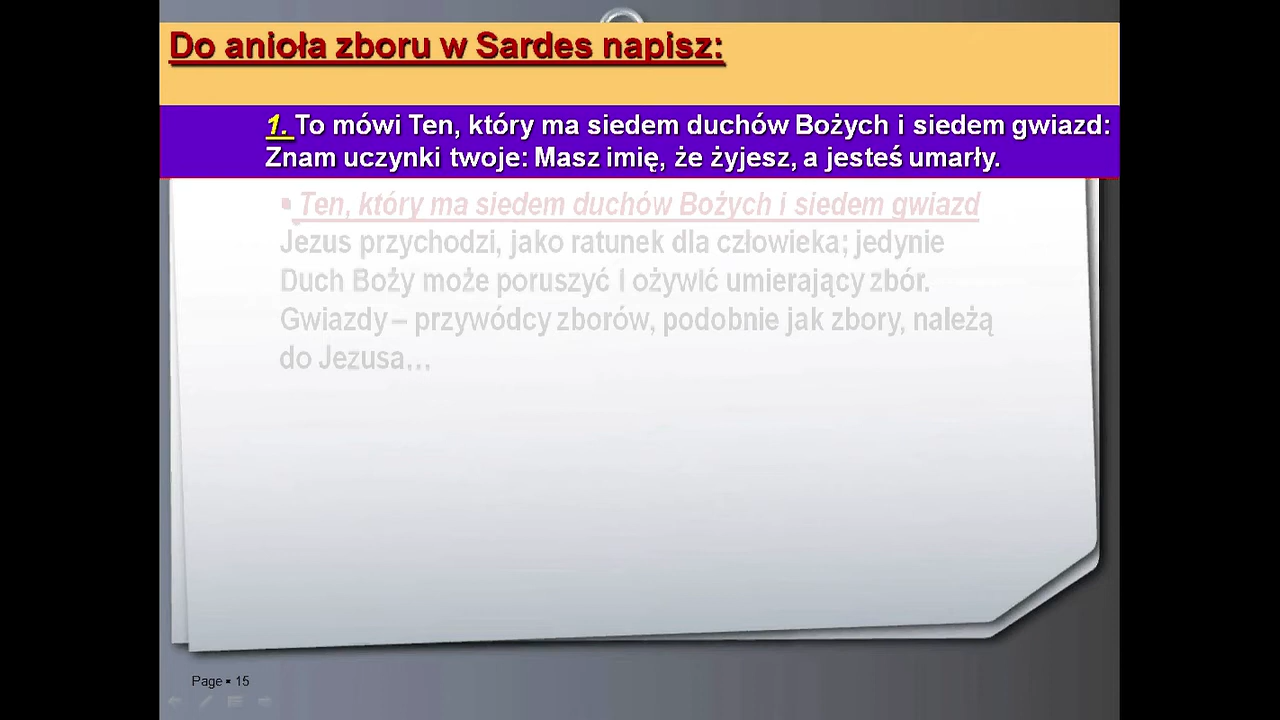 Do anioła zboru w Sardes napisz:
1. To mówi Ten, który ma siedem duchów Bożych i siedem gwiazd:
Znam uczynki twoje: Masz imię, że żyjesz, a jesteś umarły.
▪ Ten, który ma siedem duchów Bożych i siedem gwiazd
Jezus przychodzi, jako ratunek dla człowieka; jedynie
Duch Boży może poruszyć i ożywić umierający zbór.
Gwiazdy – przywódcy zborów, podobnie jak zbory, należą
do Jezusa…
Page ▪ 15